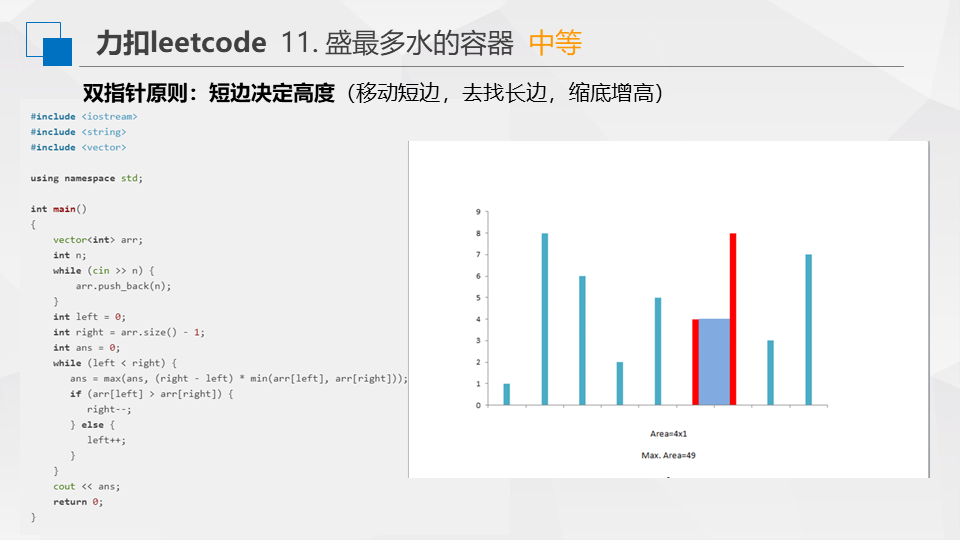 力扣leetcode 11. 盛最多水的容器 中等
双指针原则：短边决定高度（移动短边，去找长边，缩底增高）
#include <iostream>
#include <string>
#include <vector>
using namespace std;
int main()
{
    vector<int> arr;
    int n;
    while (cin >> n) {
        arr.push_back(n);
    }
    int left = 0;
    int right = arr.size() - 1;
    int ans = 0;
    while (left < right) {
       ans = max(ans, (right - left) * min(arr[left], arr[right]));
       if (arr[left] > arr[right]) {
          right--;
       } else {
          left++;
       }
    }
    cout << ans;
    return 0;
}
9
8
7
6
5
4
3
2
1
0
Area=4x1
Max. Area=49